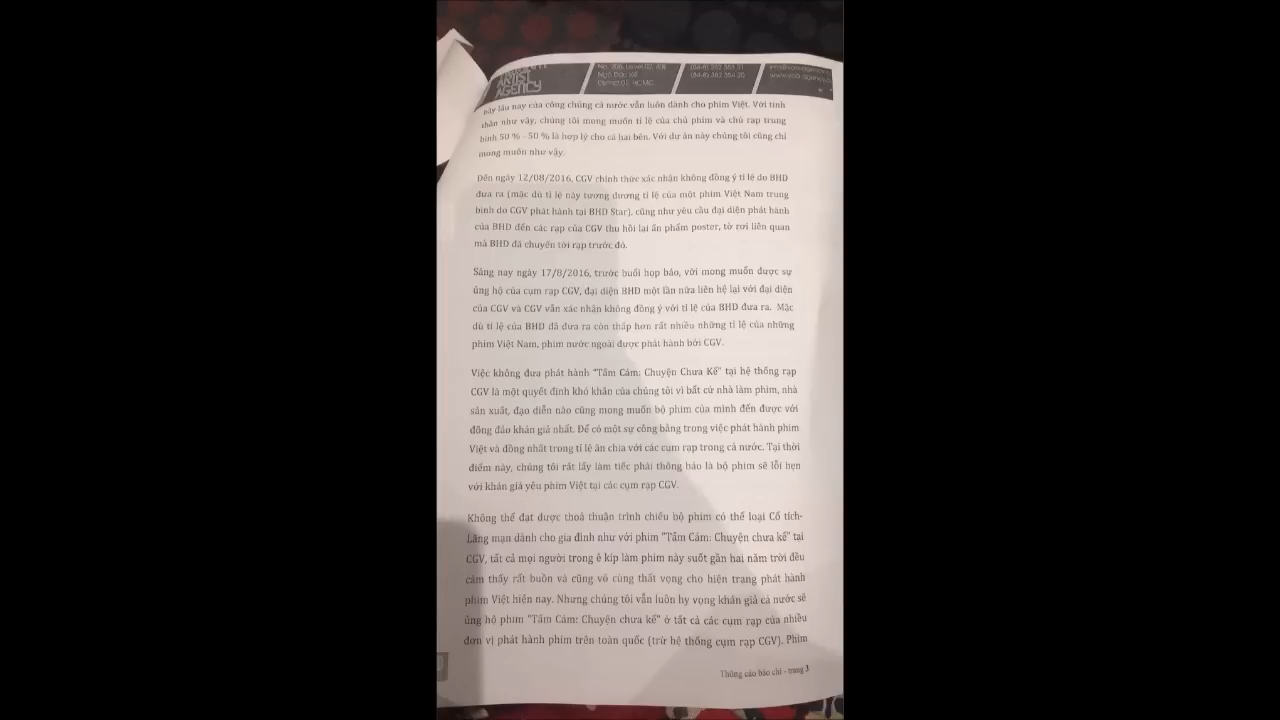 ARTIST
AGENCY
Ngô Đức Kế
www.vaa-agency.c
này lâu nay của công chúng cả nước vẫn luôn dành cho phim Việt. Với tinh
thần như vậy, chúng tôi mong muốn tỉ lệ của chủ phim và chủ rạp trung
bình 50 % - 50 % là hợp lý cho cả hai bên. Với dự án này chúng tôi cũng chỉ
mong muốn như vậy.
Đến ngày 12/08/2016, CGV chính thức xác nhận không đồng ý tỉ lệ do BHD
đưa ra (mặc dù tỉ lệ này tương đương tỉ lệ của một phim Việt Nam trung
bình do CGV phát hành tại BHD Star), cũng như yêu cầu đại diện phát hành
của BHD đến các rạp của CGV thu hồi lại ấn phẩm poster, tờ rơi liên quan
mà BHD đã chuyển tới rạp trước đó.
Sáng nay ngày 17/8/2016, trước buổi họp báo, với mong muốn được sự
ủng hộ của cụm rạp CGV, đại diện BHD một lần nữa liên hệ lại với đại diện
của CGV và CGV vẫn xác nhận không đồng ý với tỉ lệ của BHD đưa ra. Mặc
dù tỉ lệ của BHD đã đưa ra còn thấp hơn rất nhiều những tỉ lệ của những
phim Việt Nam, phim nước ngoài được phát hành bởi CGV.
Việc không đưa phát hành "Tấm Cám: Chuyện Chưa Kể" tại hệ thống rạp
CGV là một quyết định khó khăn của chúng tôi vì bất cứ nhà làm phim, nhà
sản xuất, đạo diễn nào cũng mong muốn bộ phim của mình đến được với
đông đảo khán giả nhất. Để có một sự công bằng trong việc phát hành phim
Việt và đồng nhất trong tỉ lệ ăn chia với các cụm rạp trong cả nước. Tại thời
điểm này, chúng tôi rất lấy làm tiếc phải thông báo là bộ phim sẽ lỗi hẹn
với khán giả yêu phim Việt tại các cụm rạp CGV.
Không thể đạt được thoả thuận trình chiếu bộ phim có thể loại Cổ tích-
Lãng mạn dành cho gia đình như với phim "Tấm Cám: Chuyện chưa kể" tại
CGV, tất cả mọi người trong ê kíp làm phim này suốt gần hai năm trời đều
cảm thấy rất buồn và cũng vô cùng thất vọng cho hiện trạng phát hành
phim Việt hiện nay. Nhưng chúng tôi vẫn luôn hy vọng khán giả cả nước sẽ
ủng hộ phim "Tấm Cám: Chuyện chưa kể" ở tất cả các cụm rạp của nhiều
đơn vị phát hành phim trên toàn quốc (trừ hệ thống cụm rạp CGV). Phim
Thông cáo báo chí - trang 3